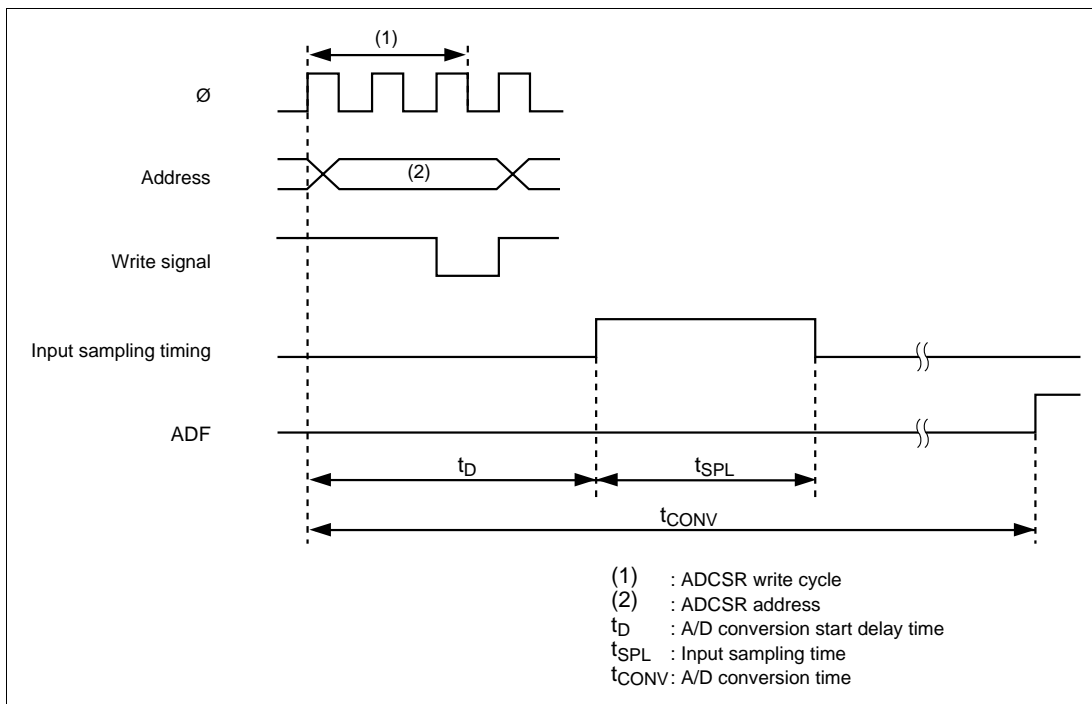 (1)
Ø
Address
(2)
Write signal
Input sampling timing
ADF
tD
tSPL
tCONV
(1) : ADCSR write cycle
(2) : ADCSR address
tD : A/D conversion start delay time
tSPL : Input sampling time
tCONV : A/D conversion time